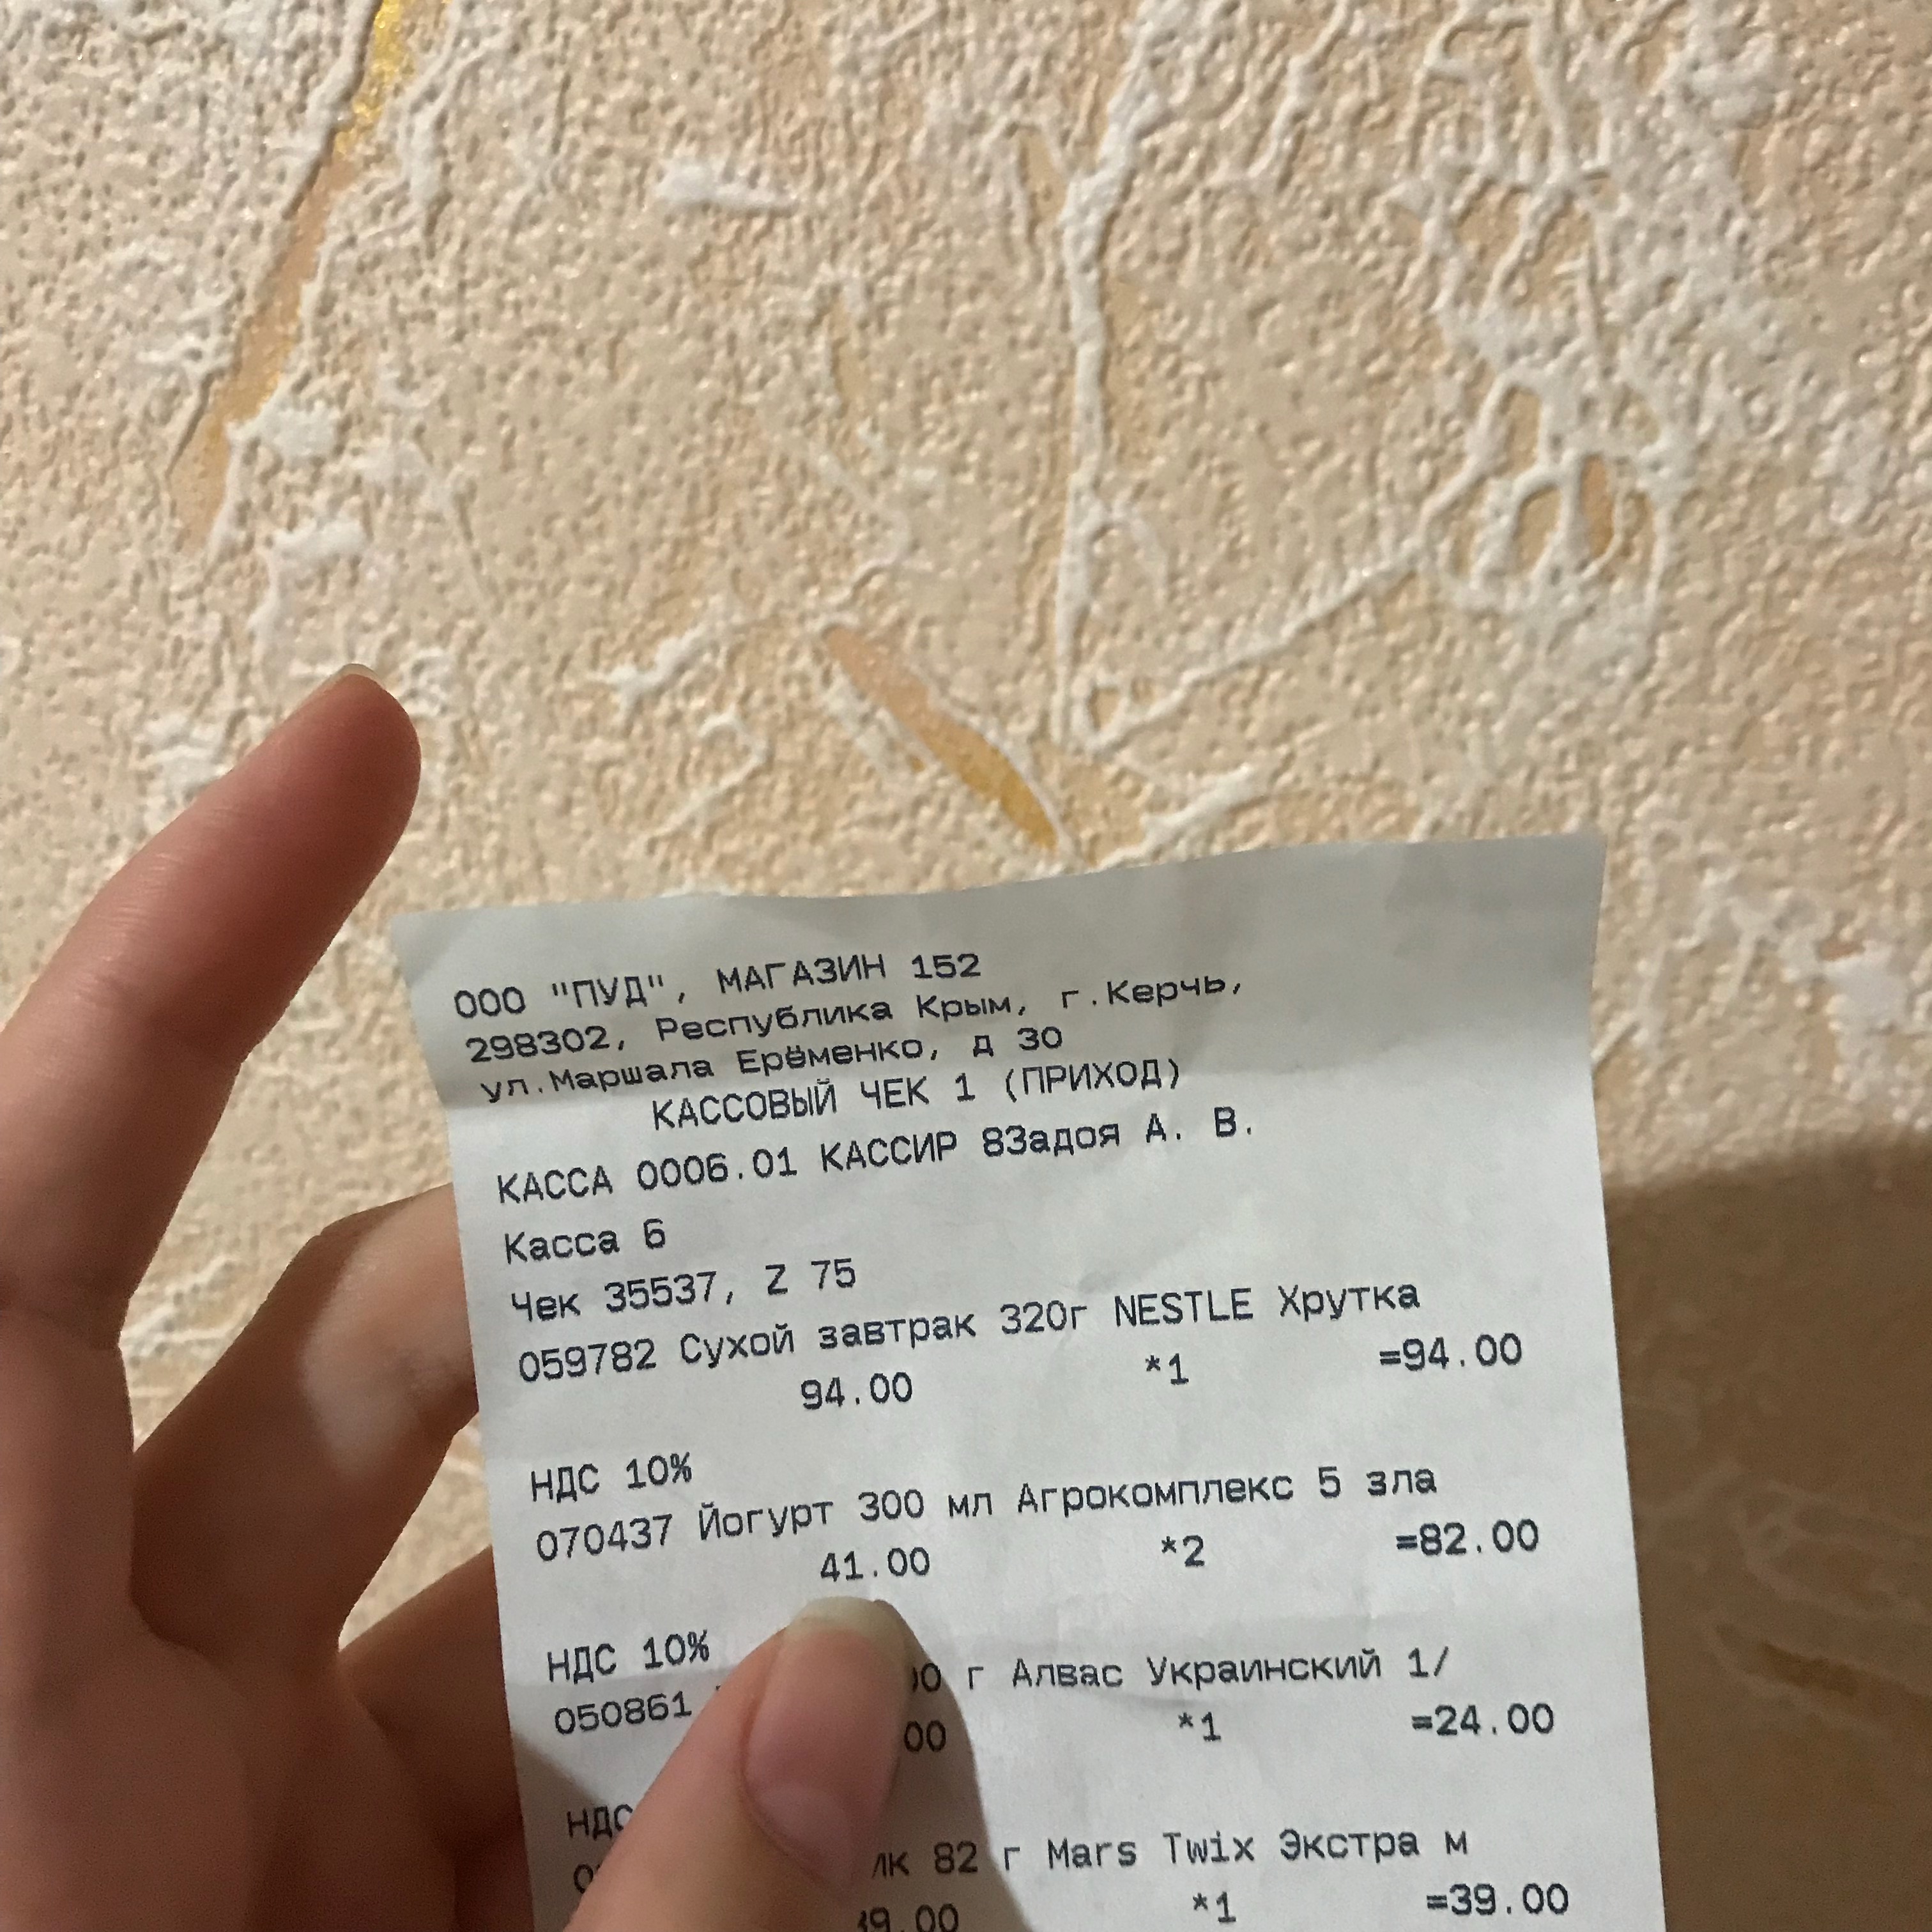 ООО "ПУД", МАГАЗИН 152
298302, Республика Крым, г.Керчь,
ул.Маршала Ерёменко, д 30
КАССОВЫЙ ЧЕК 1 (ПРИХОД)
КАССА 0006.01 КАССИР 8Задоя А. В.
Касса 6
Чек 35537, Z 75
059782 Сухой завтрак 320г NESTLE Хрутка
94.00 *1 =94.00
НДС 10%
070437 Йогурт 300 мл Агрокомплекс 5 зла
41.00 *2 =82.00
НДС 10%
050861 г Алвас Украинский 1/
*1 =24.00
НДС
82 г Mars Twix Экстра м
*1 =39.00